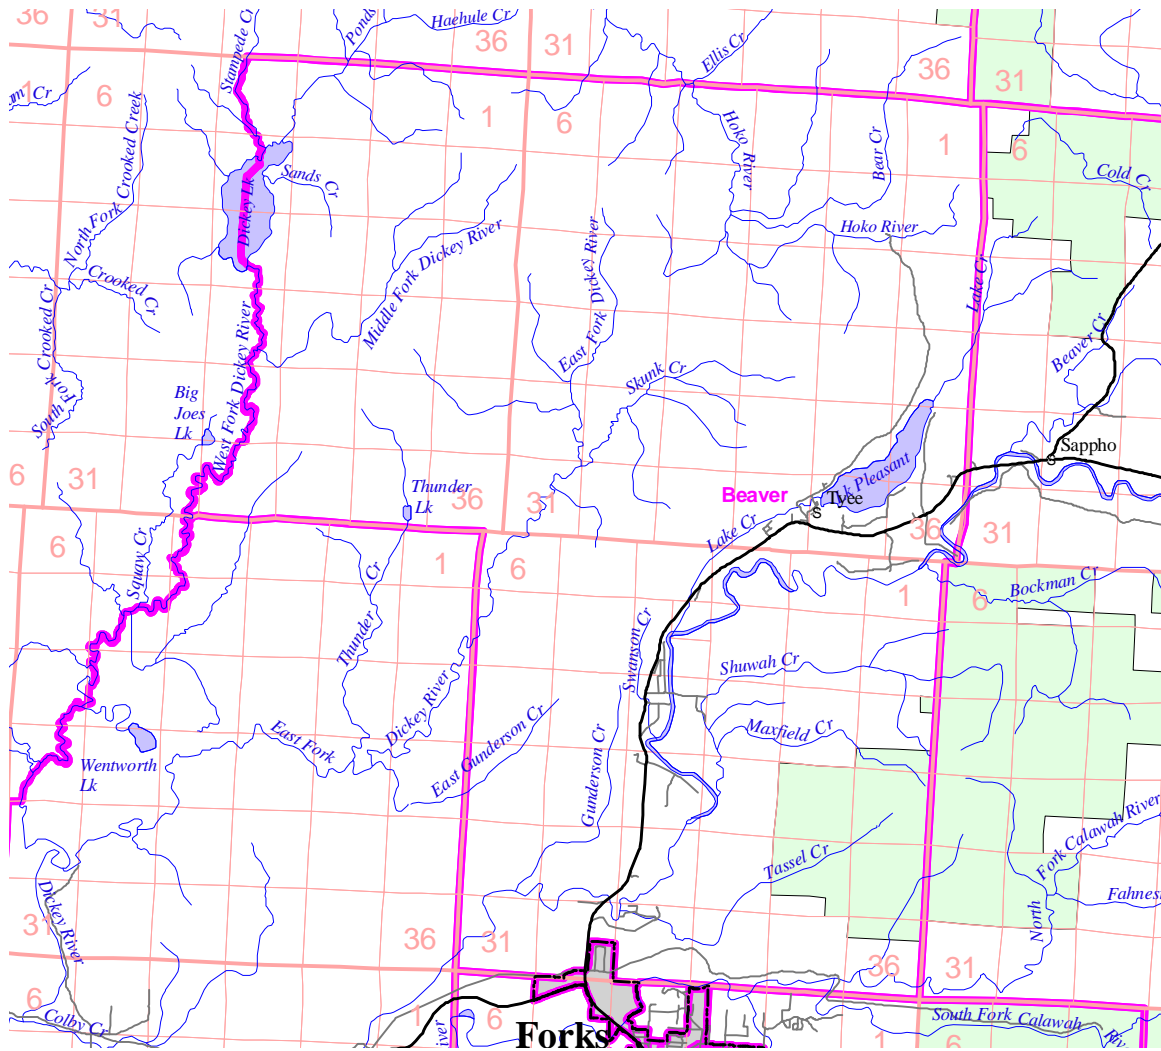 36
31
Stampede Cr
Ponds
Haehule Cr
36
31
Ellis Cr
36
31
Cr
6
1
6
1
6
North Fork Crooked Creek
Hoko River
Bear Cr
Cold Cr
Sands Cr
Dickey Lk
Middle Fork Dickey River
East Fork Dickey River
Hoko River
Lake Cr
Crooked Cr
South Fork Crooked Cr
Beaver Cr
West Fork Dickey River
Skunk Cr
Big
Joes
Lk
Sappho
6
31
Thunder
Lk
36
31
Beaver
Tyee
Pleasant
36
31
Lake Cr
6
Squaw Cr
1
6
Thunder Cr
Bockman Cr
1
6
Swanson Cr
Shuwah Cr
Dickey River
East Fork
East Gunderson Cr
Gunderson Cr
Maxfield Cr
Wentworth
Lk
Tassel Cr
North Fork Calawah River
Dickey River
31
36
31
36
31
6
Colby Cr
1
6
Forks
South Fork Calawah
1
6